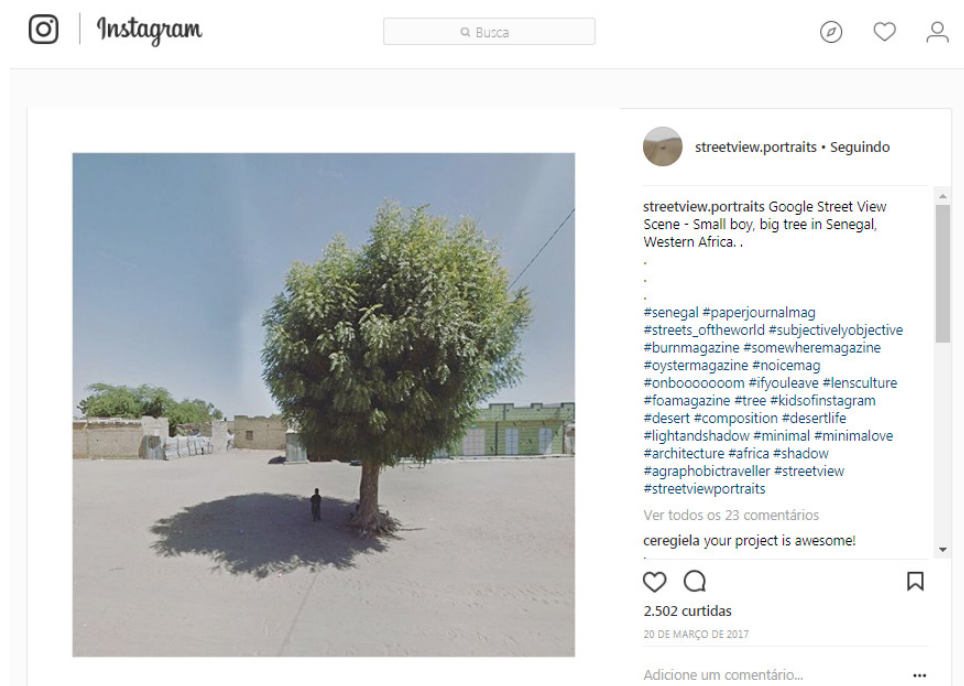 Instagram
Busca
streetview.portraits • Seguindo
streetview.portraits Google Street View
Scene - Small boy, big tree in Senegal,
Western Africa. .
.
.
.
#senegal #paperjournalmag
#streets_oftheworld #subjectivelyobjective
#burnmagazine #somewheremagazine
#oystermagazine #noicemag
#onbooooooom #ifyouleave #lensculture
#foamagazine #tree #kidsofinstagram
#desert #composition #desertlife
#lightandshadow #minimal #minimalove
#architecture #africa #shadow
#agraphobictraveller #streetview
#streetviewportraits
Ver todos os 23 comentários
ceregiela your project is awesome!
2.502 curtidas
20 DE MARÇO DE 2017
Adicione um comentário...